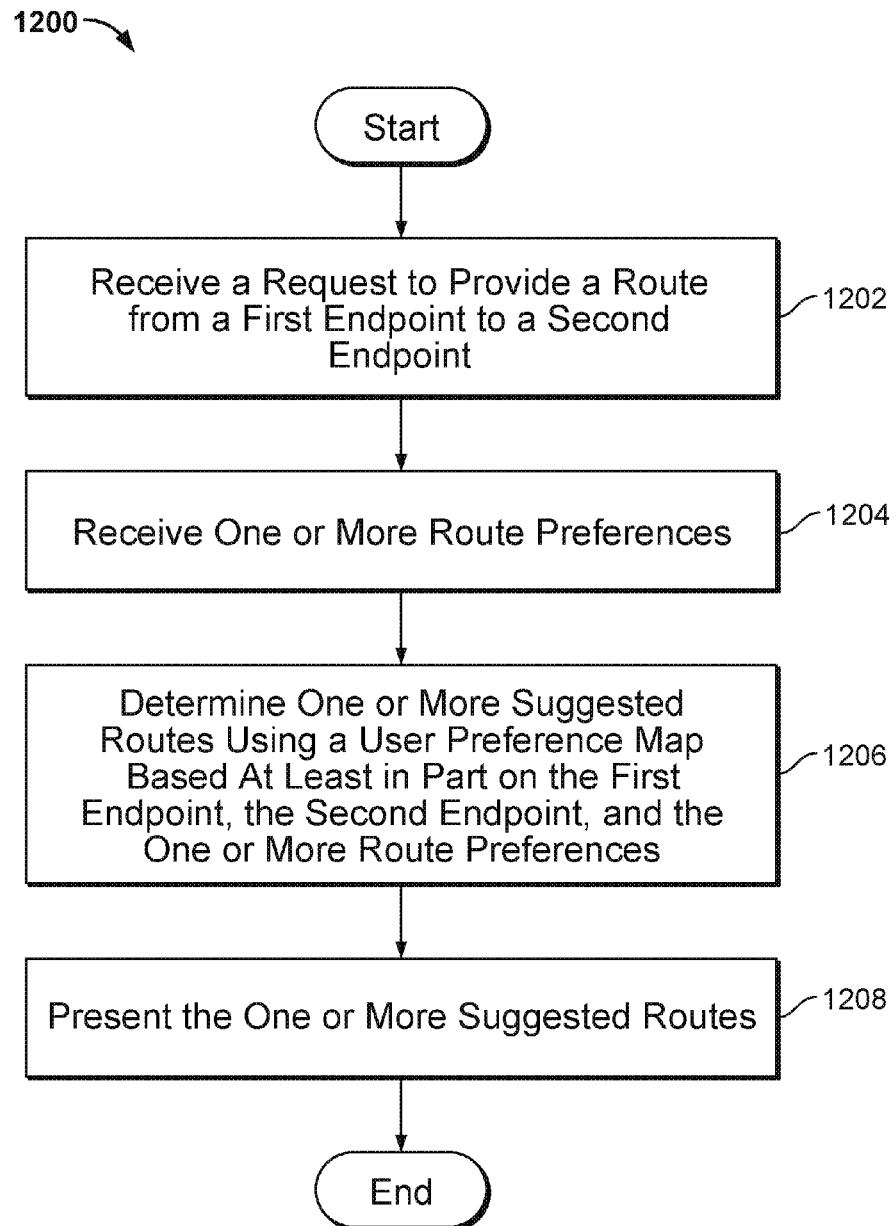 1200
Start
Receive a Request to Provide a Route
from a First Endpoint to a Second
Endpoint
1202
Receive One or More Route Preferences
1204
Determine One or More Suggested
Routes Using a User Preference Map
Based At Least in Part on the First
Endpoint, the Second Endpoint, and the
One or More Route Preferences
1206
Present the One or More Suggested Routes
1208
End